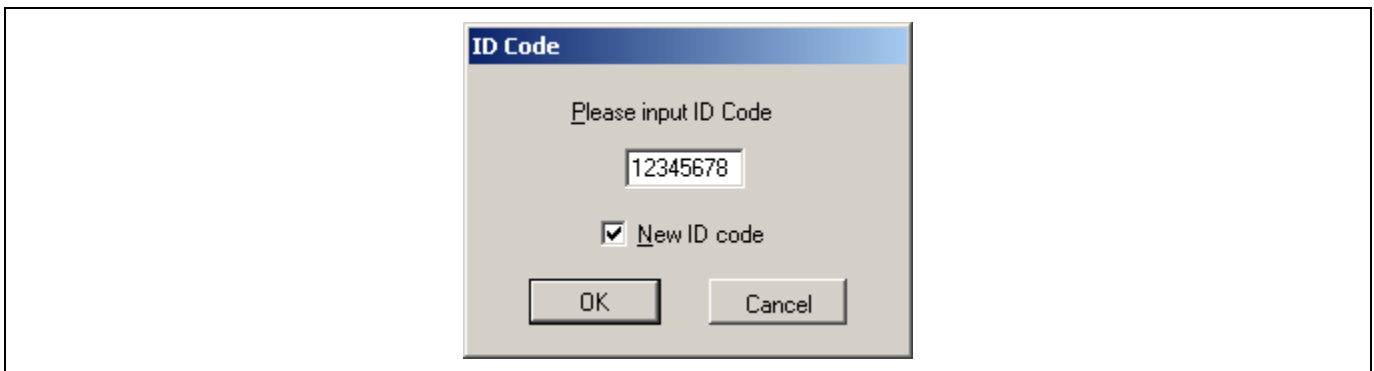 ID Code
Please input ID Code
12345678
New ID code
OK Cancel